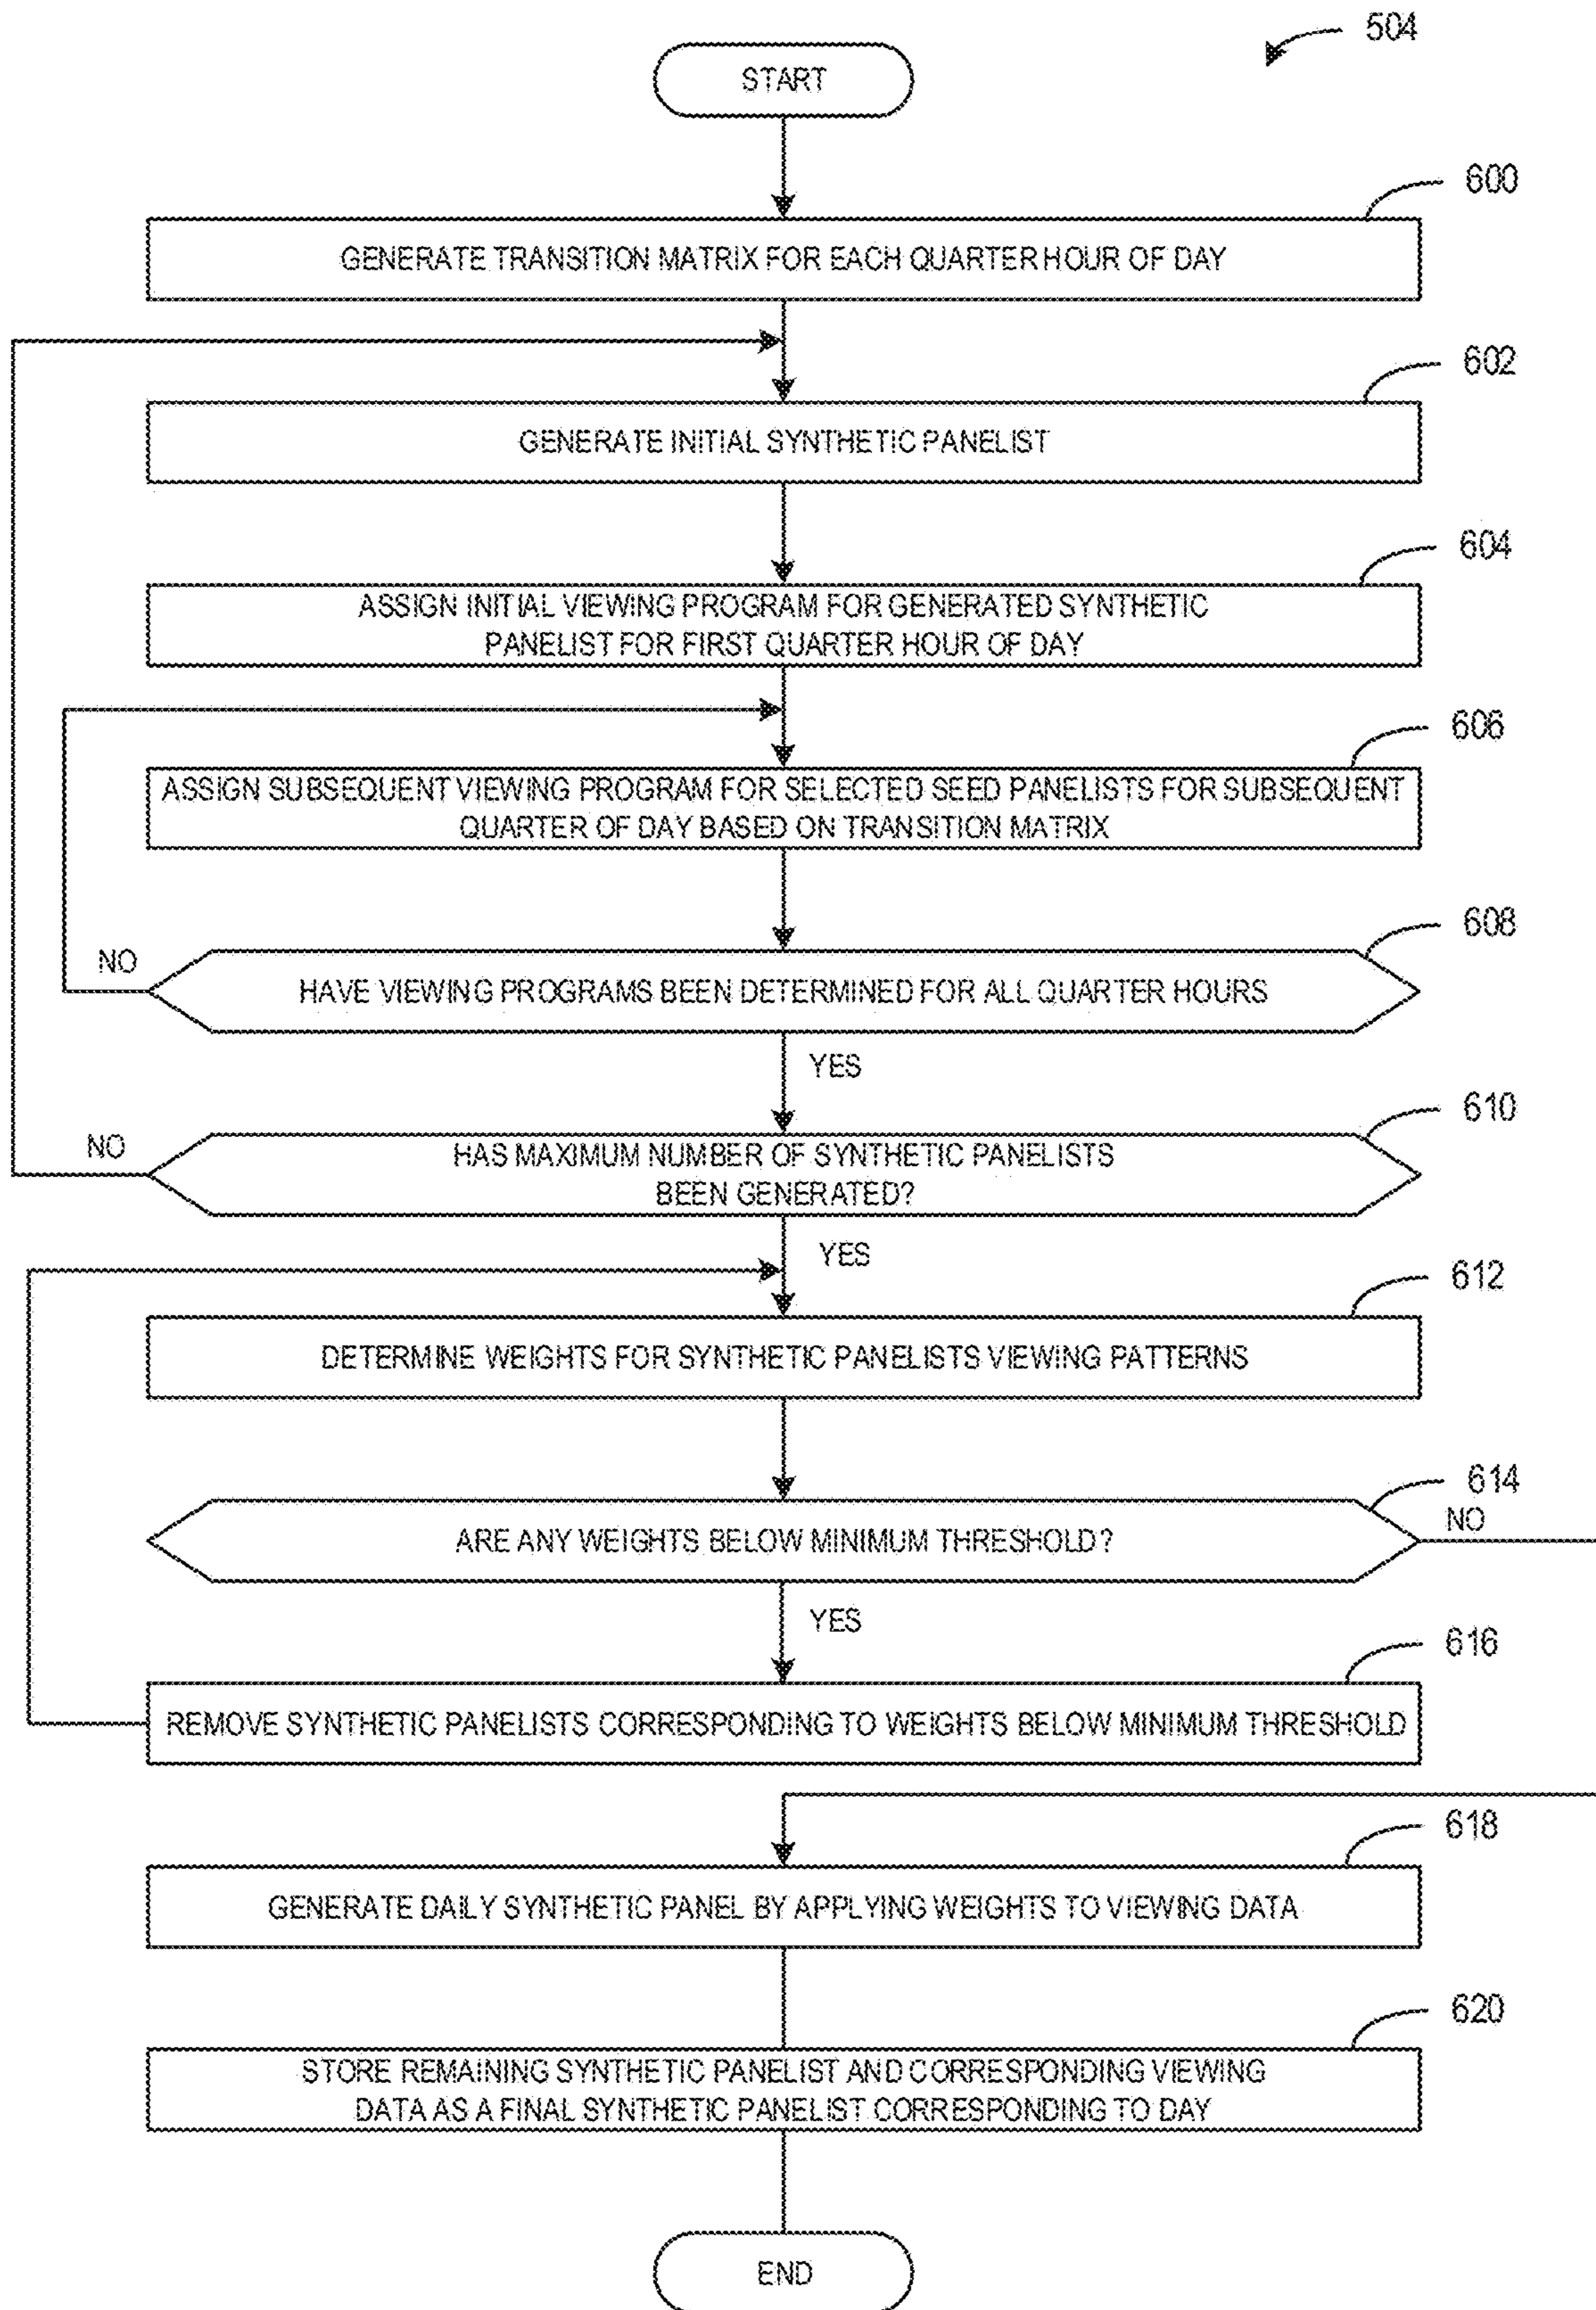 504
START
600
GENERATE TRANSITION MATRIX FOR EACH QUARTER HOUR OF DAY
602
GENERATE INITIAL SYNTHETIC PANELIST
604
ASSIGN INITIAL VIEWING PROGRAM FOR GENERATED SYNTHETIC
PANELIST FOR FIRST QUARTER HOUR OF DAY
606
ASSIGN SUBSEQUENT VIEWING PROGRAM FOR SELECTED SEED PANELISTS FOR SUBSEQUENT
QUARTER OF DAY BASED ON TRANSITION MATRIX
608
NO
HAVE VIEWING PROGRAMS BEEN DETERMINED FOR ALL QUARTER HOURS
YES
610
NO
HAS MAXIMUM NUMBER OF SYNTHETIC PANELISTS
BEEN GENERATED?
YES
612
DETERMINE WEIGHTS FOR SYNTHETIC PANELISTS VIEWING PATTERNS
614
NO
ARE ANY WEIGHTS BELOW MINIMUM THRESHOLD?
YES
616
REMOVE SYNTHETIC PANELISTS CORRESPONDING TO WEIGHTS BELOW MINIMUM THRESHOLD
618
GENERATE DAILY SYNTHETIC PANEL BY APPLYING WEIGHTS TO VIEWING DATA
620
STORE REMAINING SYNTHETIC PANELIST AND CORRESPONDING VIEWING
DATA AS A FINAL SYNTHETIC PANELIST CORRESPONDING TO DAY
END